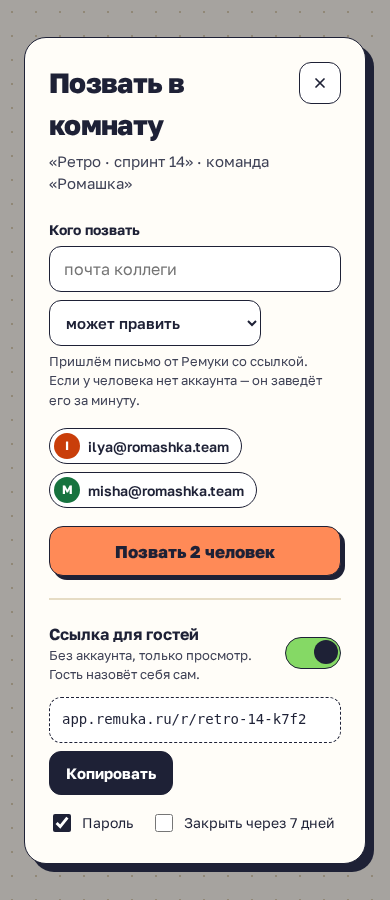 Позвать в
комнату
×
«Ретро · спринт 14» · команда
«Ромашка»
Кого позвать
почта коллеги
может править
Пришлём письмо от Ремуки со ссылкой.
Если у человека нет аккаунта — он заведёт
его за минуту.
I ilya@romashka.team
M misha@romashka.team
Позвать 2 человек
Ссылка для гостей
Без аккаунта, только просмотр.
Гость назовёт себя сам.
app.remuka.ru/r/retro-14-k7f2
Копировать
Пароль Закрыть через 7 дней